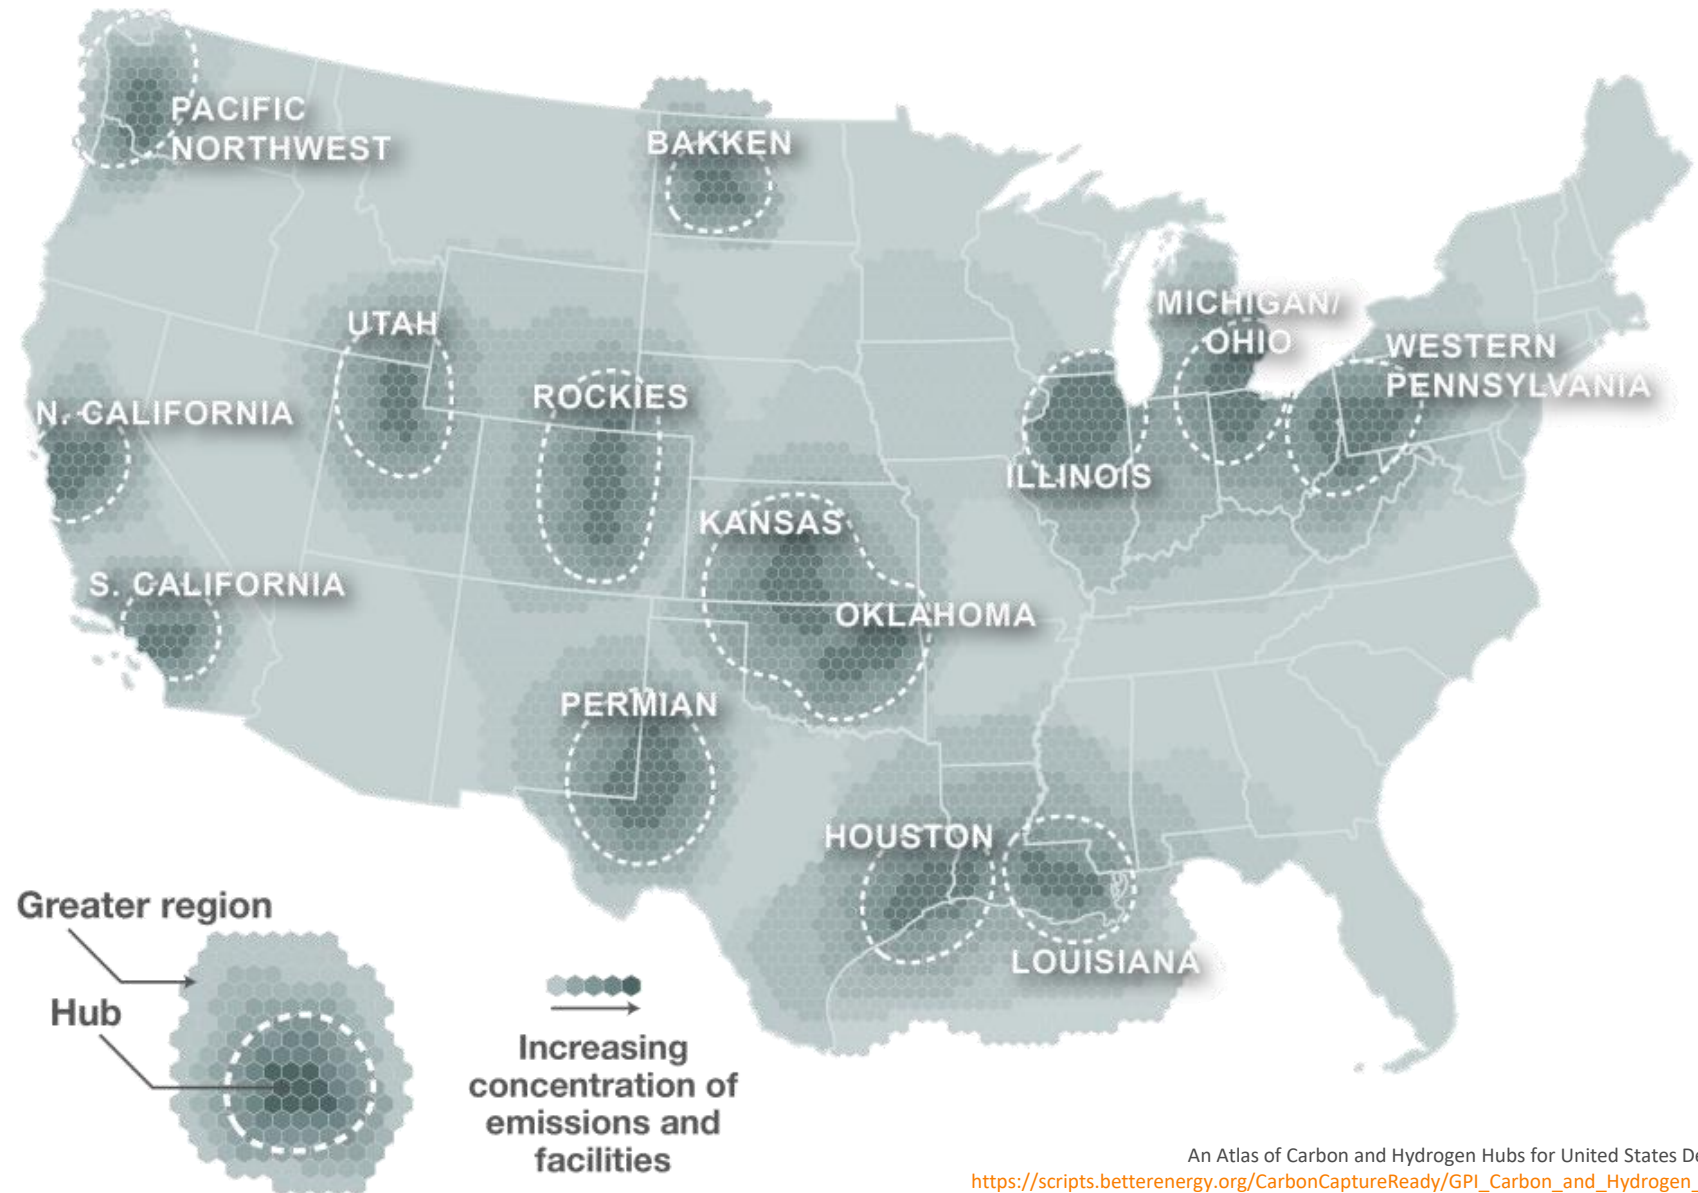 PACIFIC
NORTHWEST
BAKKEN
UTAH
ROCKIES
N. CALIFORNIA
S. CALIFORNIA
KANSAS
OKLAHOMA
PERMIAN
MICHIGAN/
OHIO
WESTERN
PENNSYLVANIA
ILLINOIS
HOUSTON
LOUISIANA
Greater region
Hub
Increasing
concentration of
emissions and
facilities
An Atlas of Carbon and Hydrogen Hubs for United States De
https://scripts.betterenergy.org/CarbonCaptureReady/GPI_Carbon_and_Hydrogen_